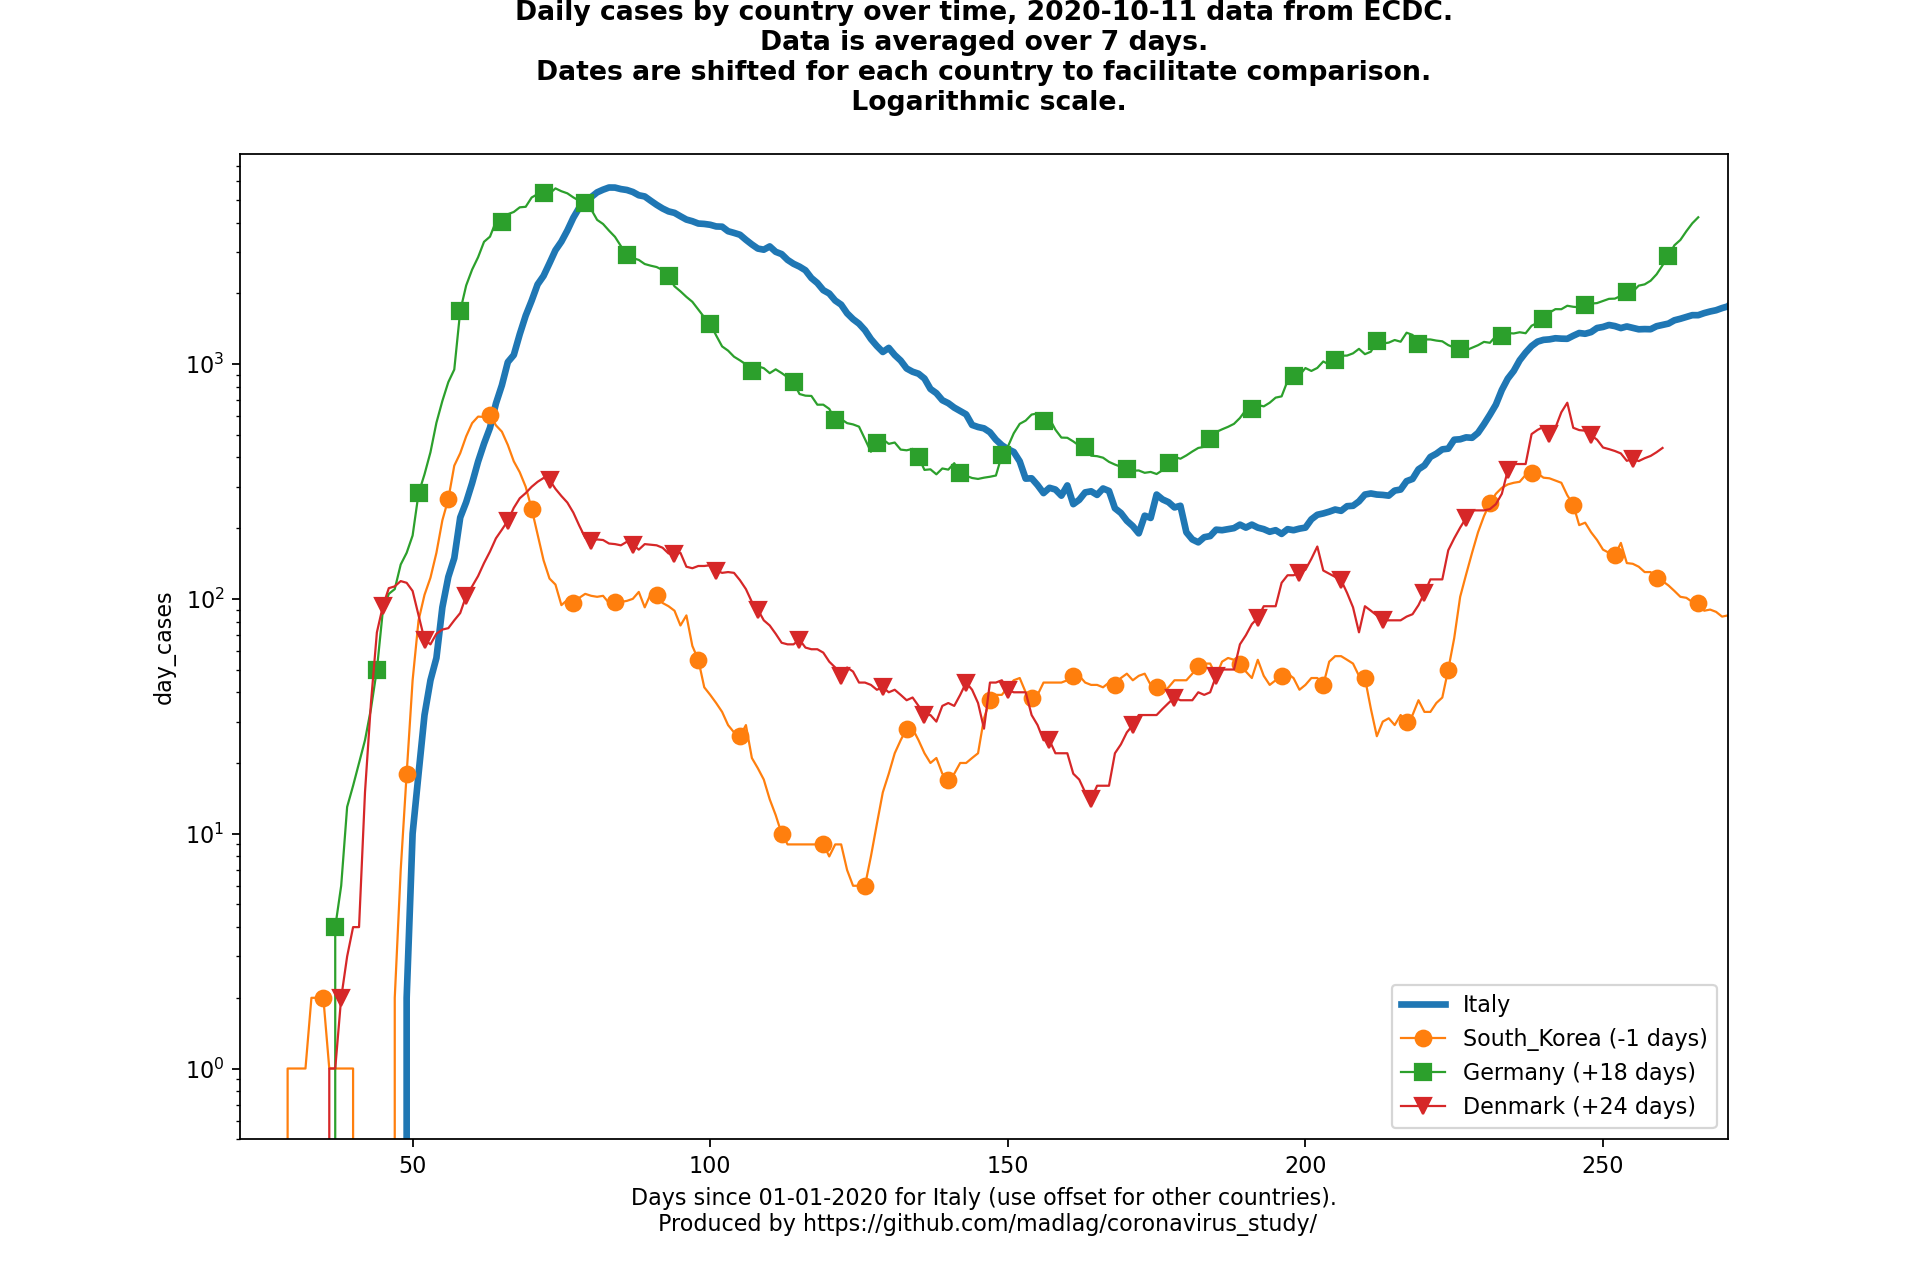 Daily cases by country over time, 2020-10-11 data from ECDC.
Data is averaged over 7 days.
Dates are shifted for each country to facilitate comparison.
Logarithmic scale.
day_cases
10³
10²
10¹
10⁰
50
100
150
200
250
Italy
South_Korea (-1 days)
Germany (+18 days)
Denmark (+24 days)
Days since 01-01-2020 for Italy (use offset for other countries).
Produced by https://github.com/madlag/coronavirus_study/